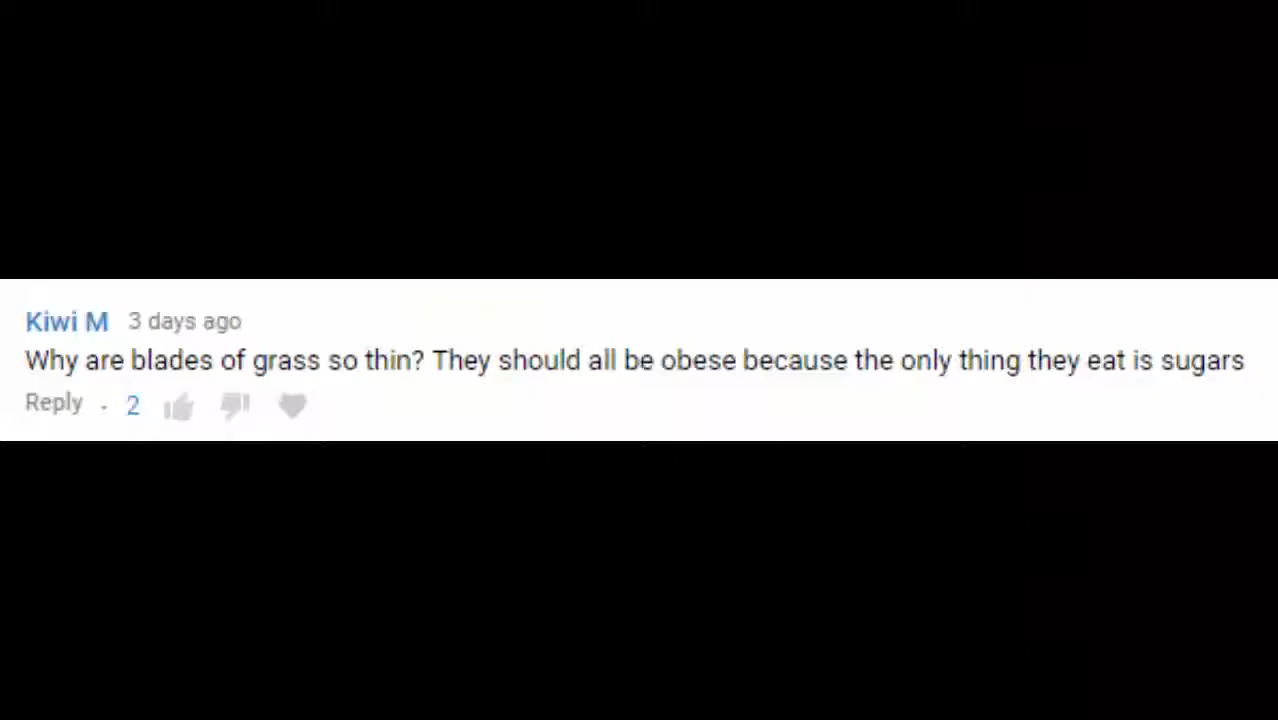 Kiwi M 3 days ago
Why are blades of grass so thin? They should all be obese because the only thing they eat is sugars
Reply · 2